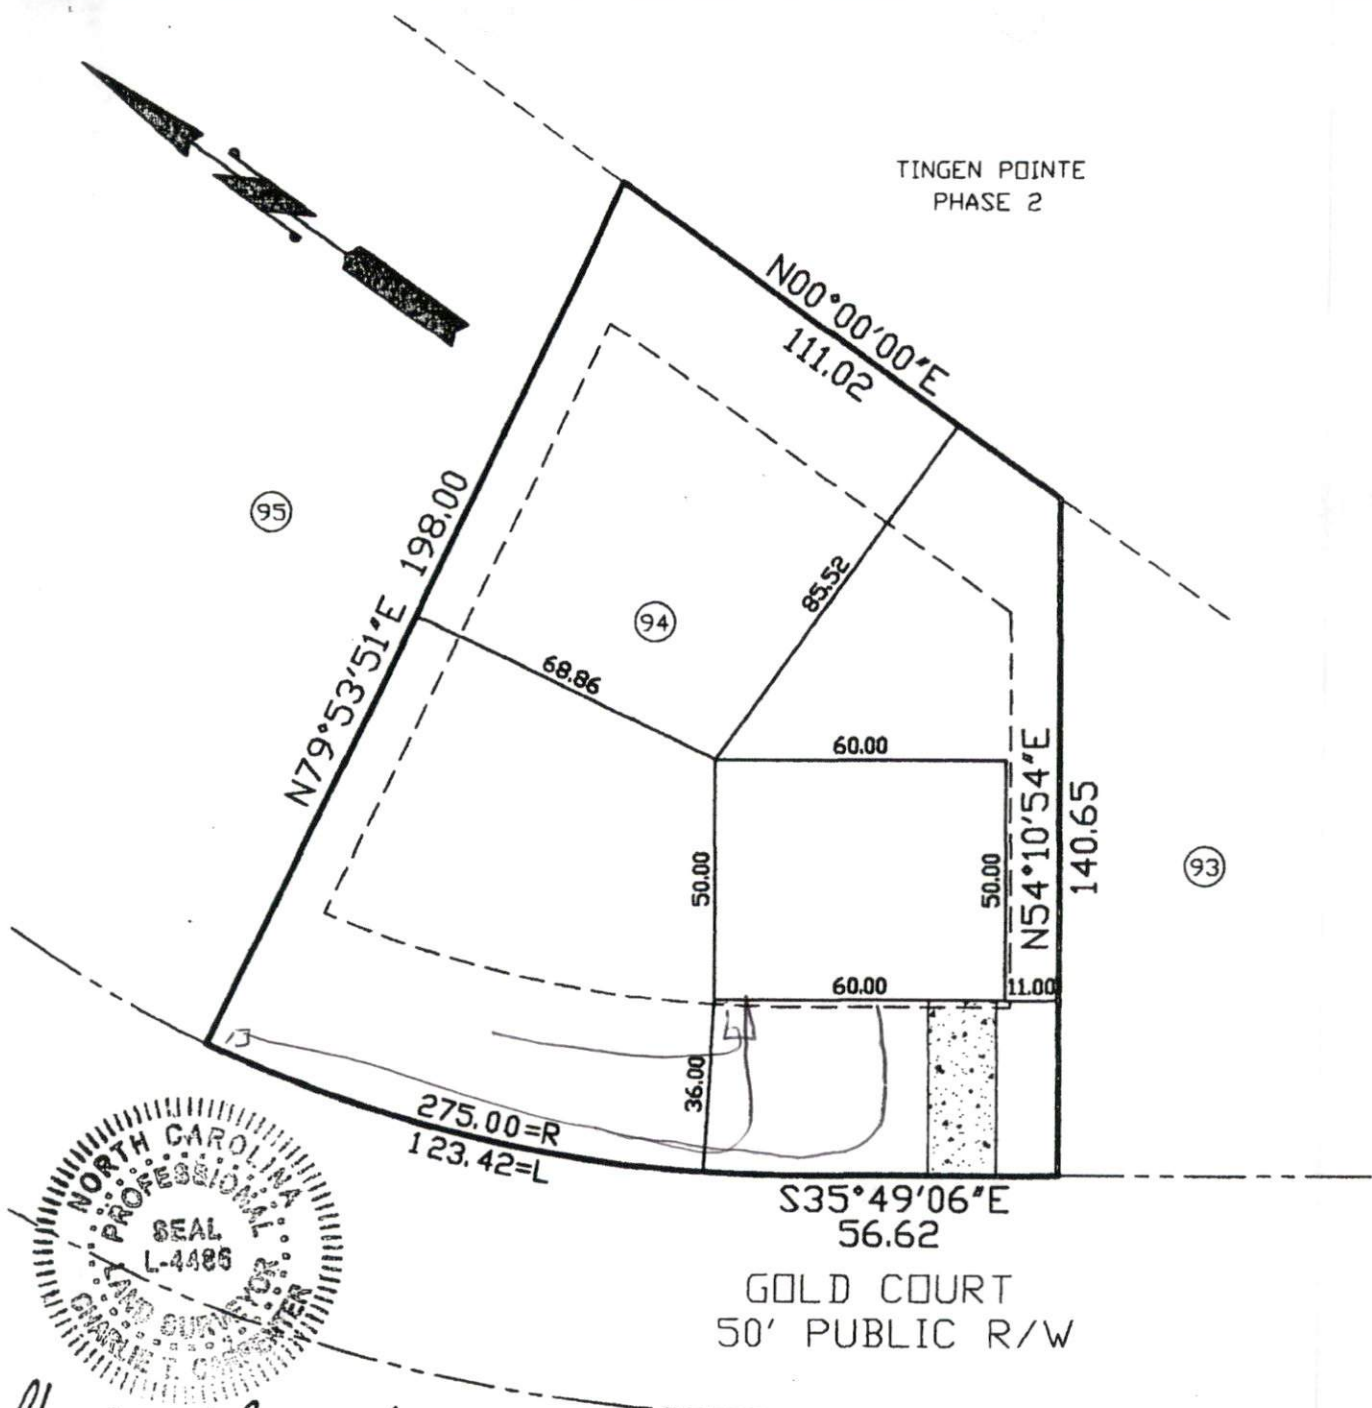 TINGEN POINTE
PHASE 2
N00°00'00"E
111.02
95
N79°53'51"E 198.00
94
85.52
68.86
60.00
50.00
50.00
N54°10'54"E
140.65
93
60.00
11.00
36.00
275.00=R
123.42=L
S35°49'06"E
56.62
GOLD COURT
50' PUBLIC R/W
NORTH CAROLINA
PROFESSIONAL
SEAL
L-4486
LAND SURVEYOR
CHARLIE T. CARPENTER